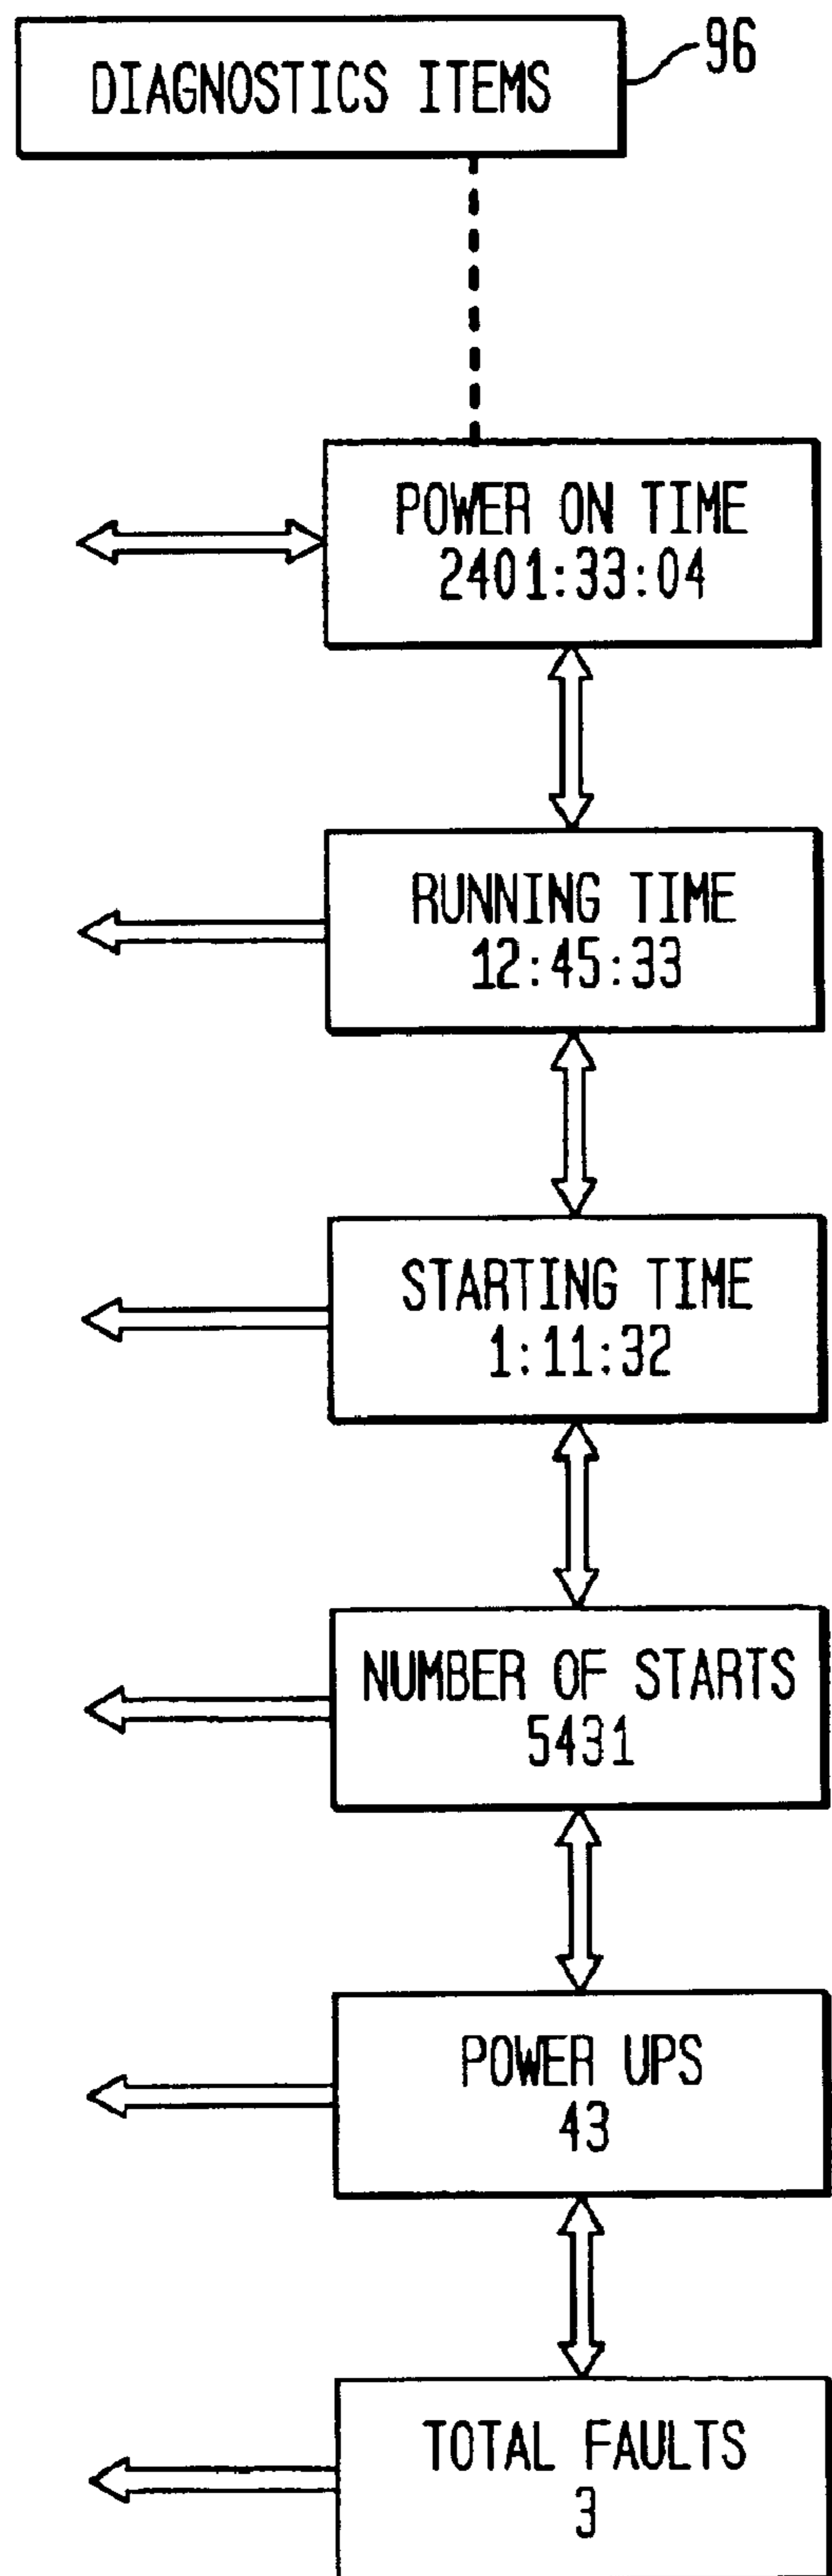 DIAGNOSTICS ITEMS
96
POWER ON TIME
2401:33:04
RUNNING TIME
12:45:33
STARTING TIME
1:11:32
NUMBER OF STARTS
5431
POWER UPS
43
TOTAL FAULTS
3